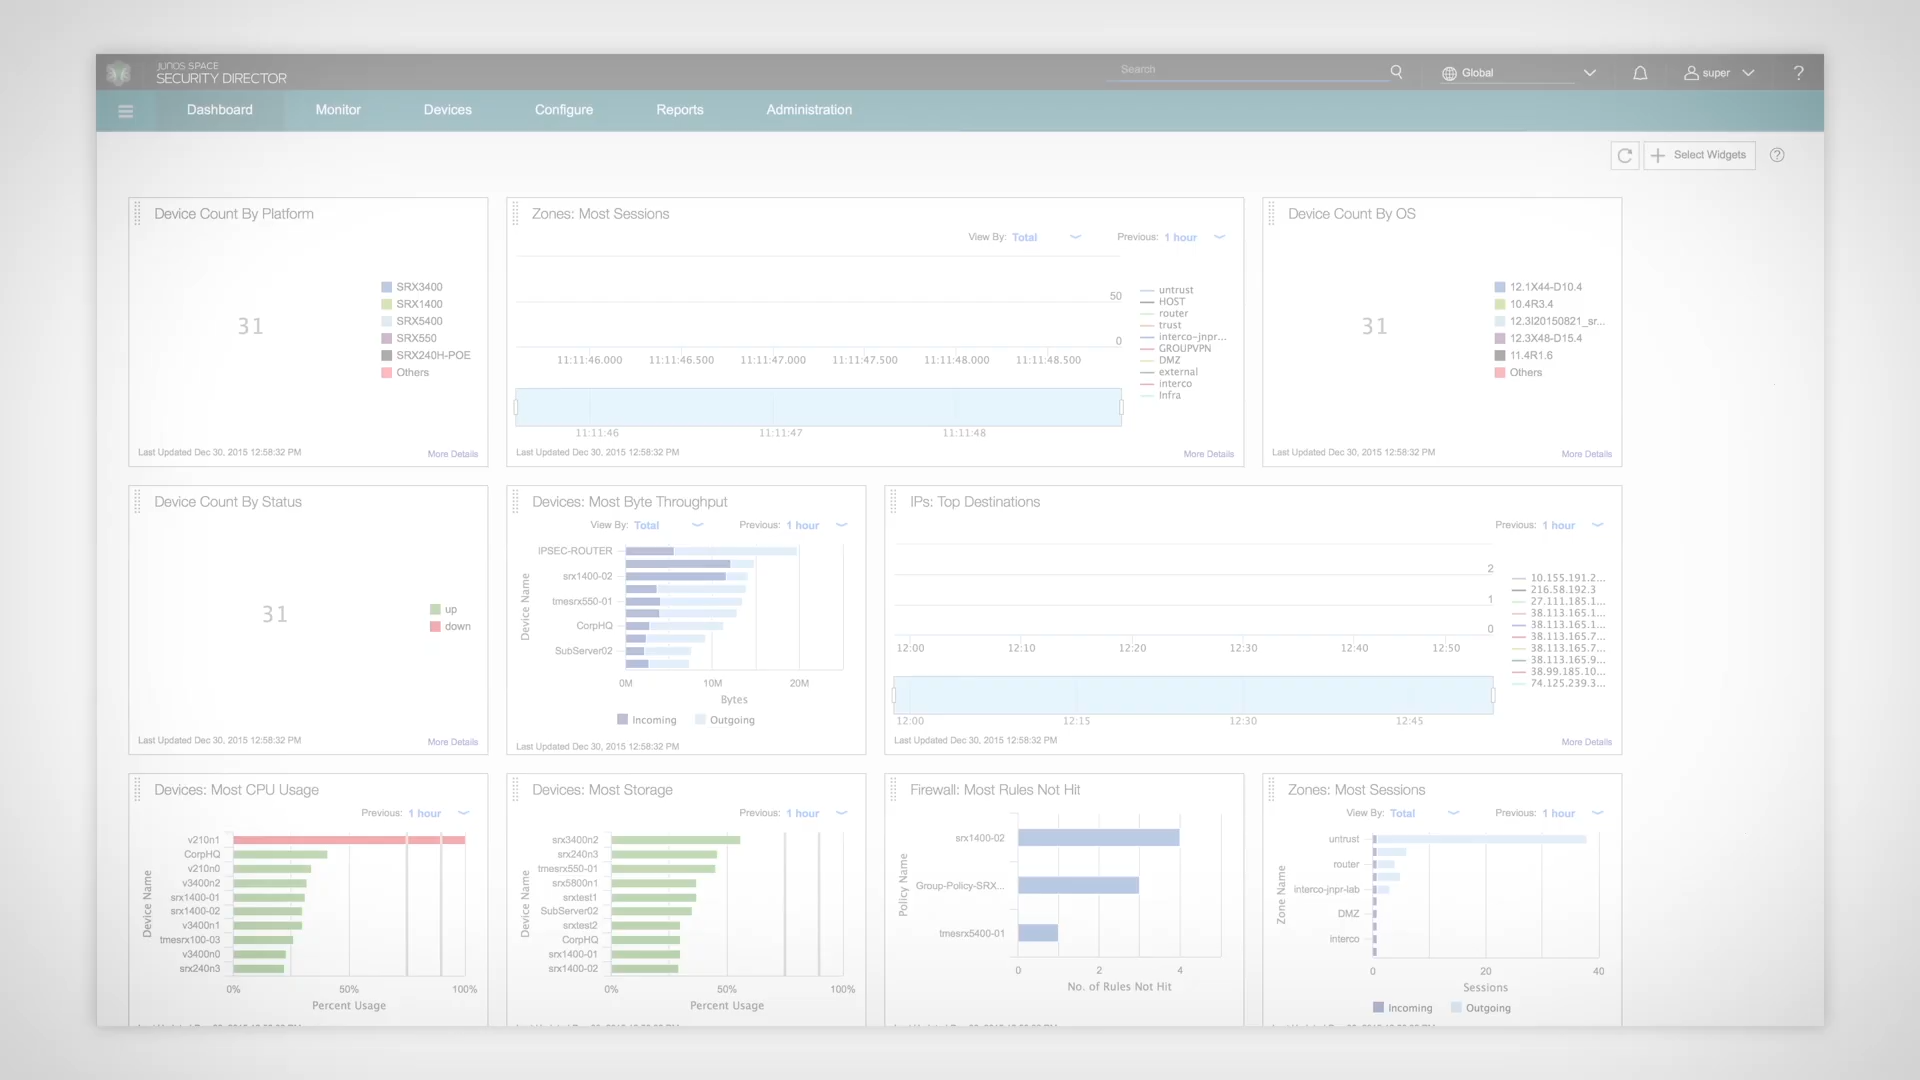 JUNOS SPACE
SECURITY DIRECTOR
Search
Global
super
?
Dashboard
Monitor
Devices
Configure
Reports
Administration
Select Widgets
?
Device Count By Platform
31
SRX3400
SRX1400
SRX5400
SRX550
SRX240H-POE
Others
Last Updated Dec 30, 2015 12:58:32 PM
More Details
Zones: Most Sessions
View By: Total
Previous: 1 hour
50
0
11:11:46.000 11:11:46.500 11:11:47.000 11:11:47.500 11:11:48.000 11:11:48.500
11:11:46 11:11:47 11:11:48
untrust
HOST
router
trust
interco-jnpr...
GROUPVPN
DMZ
external
interco
Infra
Last Updated Dec 30, 2015 12:58:32 PM
More Details
Device Count By OS
31
12.1X44-D10.4
10.4R3.4
12.3I20150821_sr...
12.3X48-D15.4
11.4R1.6
Others
Last Updated Dec 30, 2015 12:58:32 PM
More Details
Device Count By Status
31
up
down
Last Updated Dec 30, 2015 12:58:32 PM
More Details
Devices: Most Byte Throughput
View By: Total
Previous: 1 hour
Device Name
IPSEC-ROUTER
srx1400-02
tmesrx550-01
CorpHQ
SubServer02
0M 10M 20M
Bytes
Incoming Outgoing
Last Updated Dec 30, 2015 12:58:32 PM
IPs: Top Destinations
Previous: 1 hour
2
1
0
12:00 12:10 12:20 12:30 12:40 12:50
12:00 12:15 12:30 12:45
10.155.191.2...
216.58.192.3
27.111.185.1...
38.113.165.1...
38.113.165.1...
38.113.165.7...
38.113.165.7...
38.113.165.9...
38.99.185.10...
74.125.239.3...
Last Updated Dec 30, 2015 12:58:32 PM
More Details
Devices: Most CPU Usage
Previous: 1 hour
Device Name
v210n1
CorpHQ
v210n0
v3400n2
srx1400-01
srx1400-02
v3400n1
tmesrx100-03
v3400n0
srx240n3
0% 50% 100%
Percent Usage
Devices: Most Storage
Previous: 1 hour
Device Name
srx3400n2
srx240n3
tmesrx550-01
srx5800n1
srxtest1
SubServer02
srxtest2
CorpHQ
srx1400-01
srx1400-02
0% 50% 100%
Percent Usage
Firewall: Most Rules Not Hit
Policy Name
srx1400-02
Group-Policy-SRX...
tmesrx5400-01
0 2 4
No. of Rules Not Hit
Zones: Most Sessions
View By: Total
Previous: 1 hour
Zone Name
untrust
router
interco-jnpr-lab
DMZ
interco
0 20 40
Sessions
Incoming Outgoing